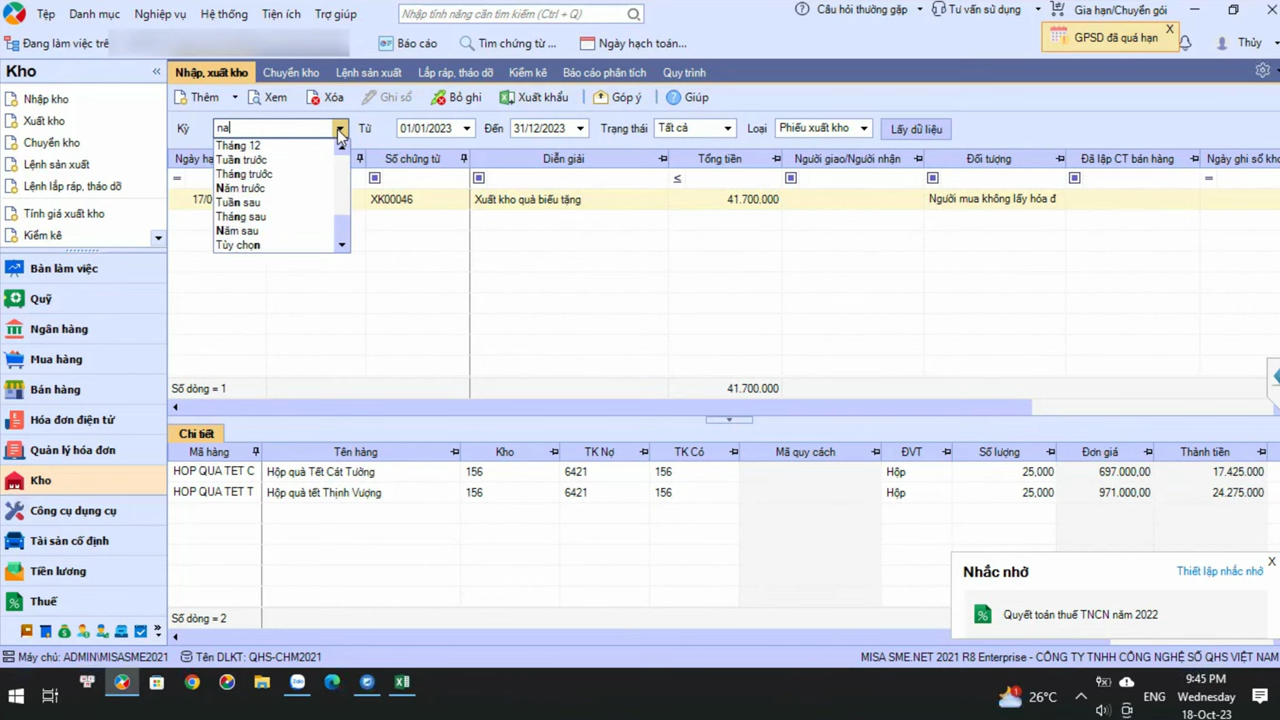 Tệp Danh mục Nghiệp vụ Hệ thống Tiện ích Trợ giúp Nhập tính năng cần tìm kiếm (Ctrl + Q) Câu hỏi thường gặp Tư vấn sử dụng Gia hạn/Chuyển gói
Đang làm việc trê Báo cáo Tìm chứng từ ... Ngày hạch toán... GPSD đã quá hạn X Thủy
Kho «
Nhập, xuất kho Chuyển kho Lệnh sản xuất Lắp ráp, tháo dỡ Kiểm kê Báo cáo phân tích Quy trình
Thêm Xem Xóa Ghi sổ Bỏ ghi Xuất khẩu Góp ý Giúp
Kỳ na Từ 01/01/2023 Đến 31/12/2023 Trạng thái Tất cả Loại Phiếu xuất kho Lấy dữ liệu
Tháng 12
Tuần trước
Tháng trước
Năm trước
Tuần sau
Tháng sau
Năm sau
Tùy chọn
Ngày hạ Số chứng từ Diễn giải Tổng tiền Người giao/Người nhận Đối tượng Đã lập CT bán hàng Ngày ghi sổ kho
= ≤ =
17/0 XK00046 Xuất kho quà biếu tặng 41.700.000 Người mua không lấy hóa đ
Số dòng = 1 41.700.000
Nhập kho
Xuất kho
Chuyển kho
Lệnh sản xuất
Lệnh lắp ráp, tháo dỡ
Tính giá xuất kho
Kiểm kê
Bàn làm việc
Quỹ
Ngân hàng
Mua hàng
Bán hàng
Hóa đơn điện tử
Quản lý hóa đơn
Kho
Công cụ dụng cụ
Tài sản cố định
Tiền lương
Thuế
Chi tiết
Mã hàng Tên hàng Kho TK Nợ TK Có Mã quy cách ĐVT Số lượng Đơn giá Thành tiền
HOP QUA TET C Hộp quà Tết Cát Tường 156 6421 156 Hộp 25,000 697.000,00 17.425.000
HOP QUA TET T Hộp quà tết Thịnh Vượng 156 6421 156 Hộp 25,000 971.000,00 24.275.000
Số dòng = 2
Nhắc nhở Thiết lập nhắc nhở X
Quyết toán thuế TNCN năm 2022
Máy chủ: ADMIN\MISASME2021 Tên DLKT: QHS-CHM2021 MISA SME.NET 2021 R8 Enterprise - CÔNG TY TNHH CÔNG NGHỆ SỐ QHS VIỆT NAM
Zalo 26°C ENG 9:45 PM
Wednesday
18-Oct-23